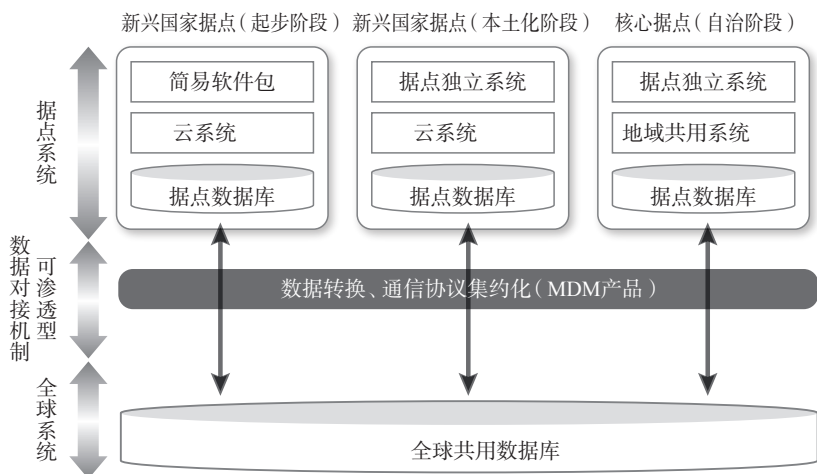 新兴国家据点（起步阶段） 新兴国家据点（本土化阶段） 核心据点（自治阶段）
简易软件包 据点独立系统 据点独立系统
云系统 云系统 地域共用系统
据点数据库 据点数据库 据点数据库
据点系统
可渗透型
数据对接机制
数据转换、通信协议集约化（MDM产品）
全球系统
全球共用数据库